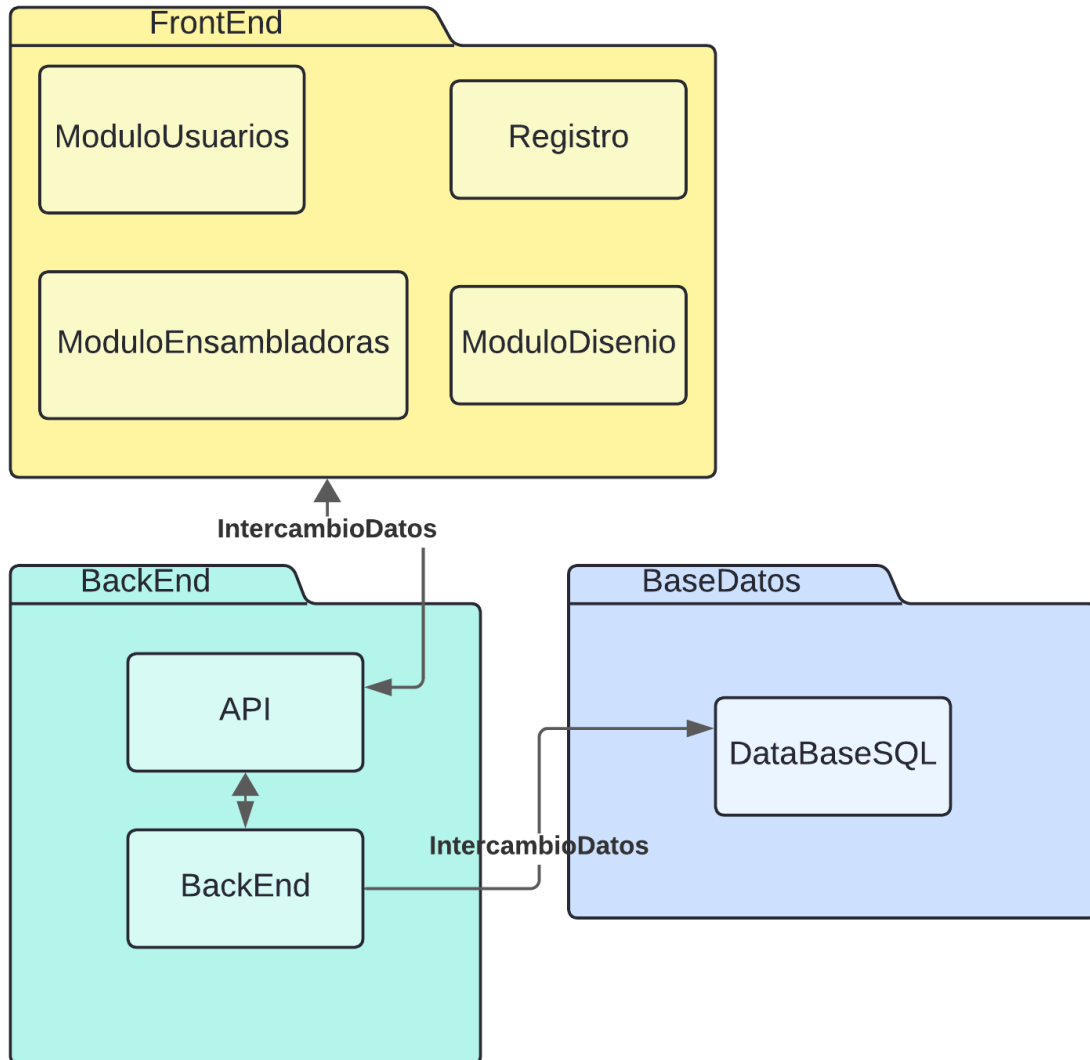 FrontEnd
ModuloUsuarios
Registro
ModuloEnsambladoras
ModuloDisenio
IntercambioDatos
BackEnd
BaseDatos
API
DataBaseSQL
IntercambioDatos
BackEnd